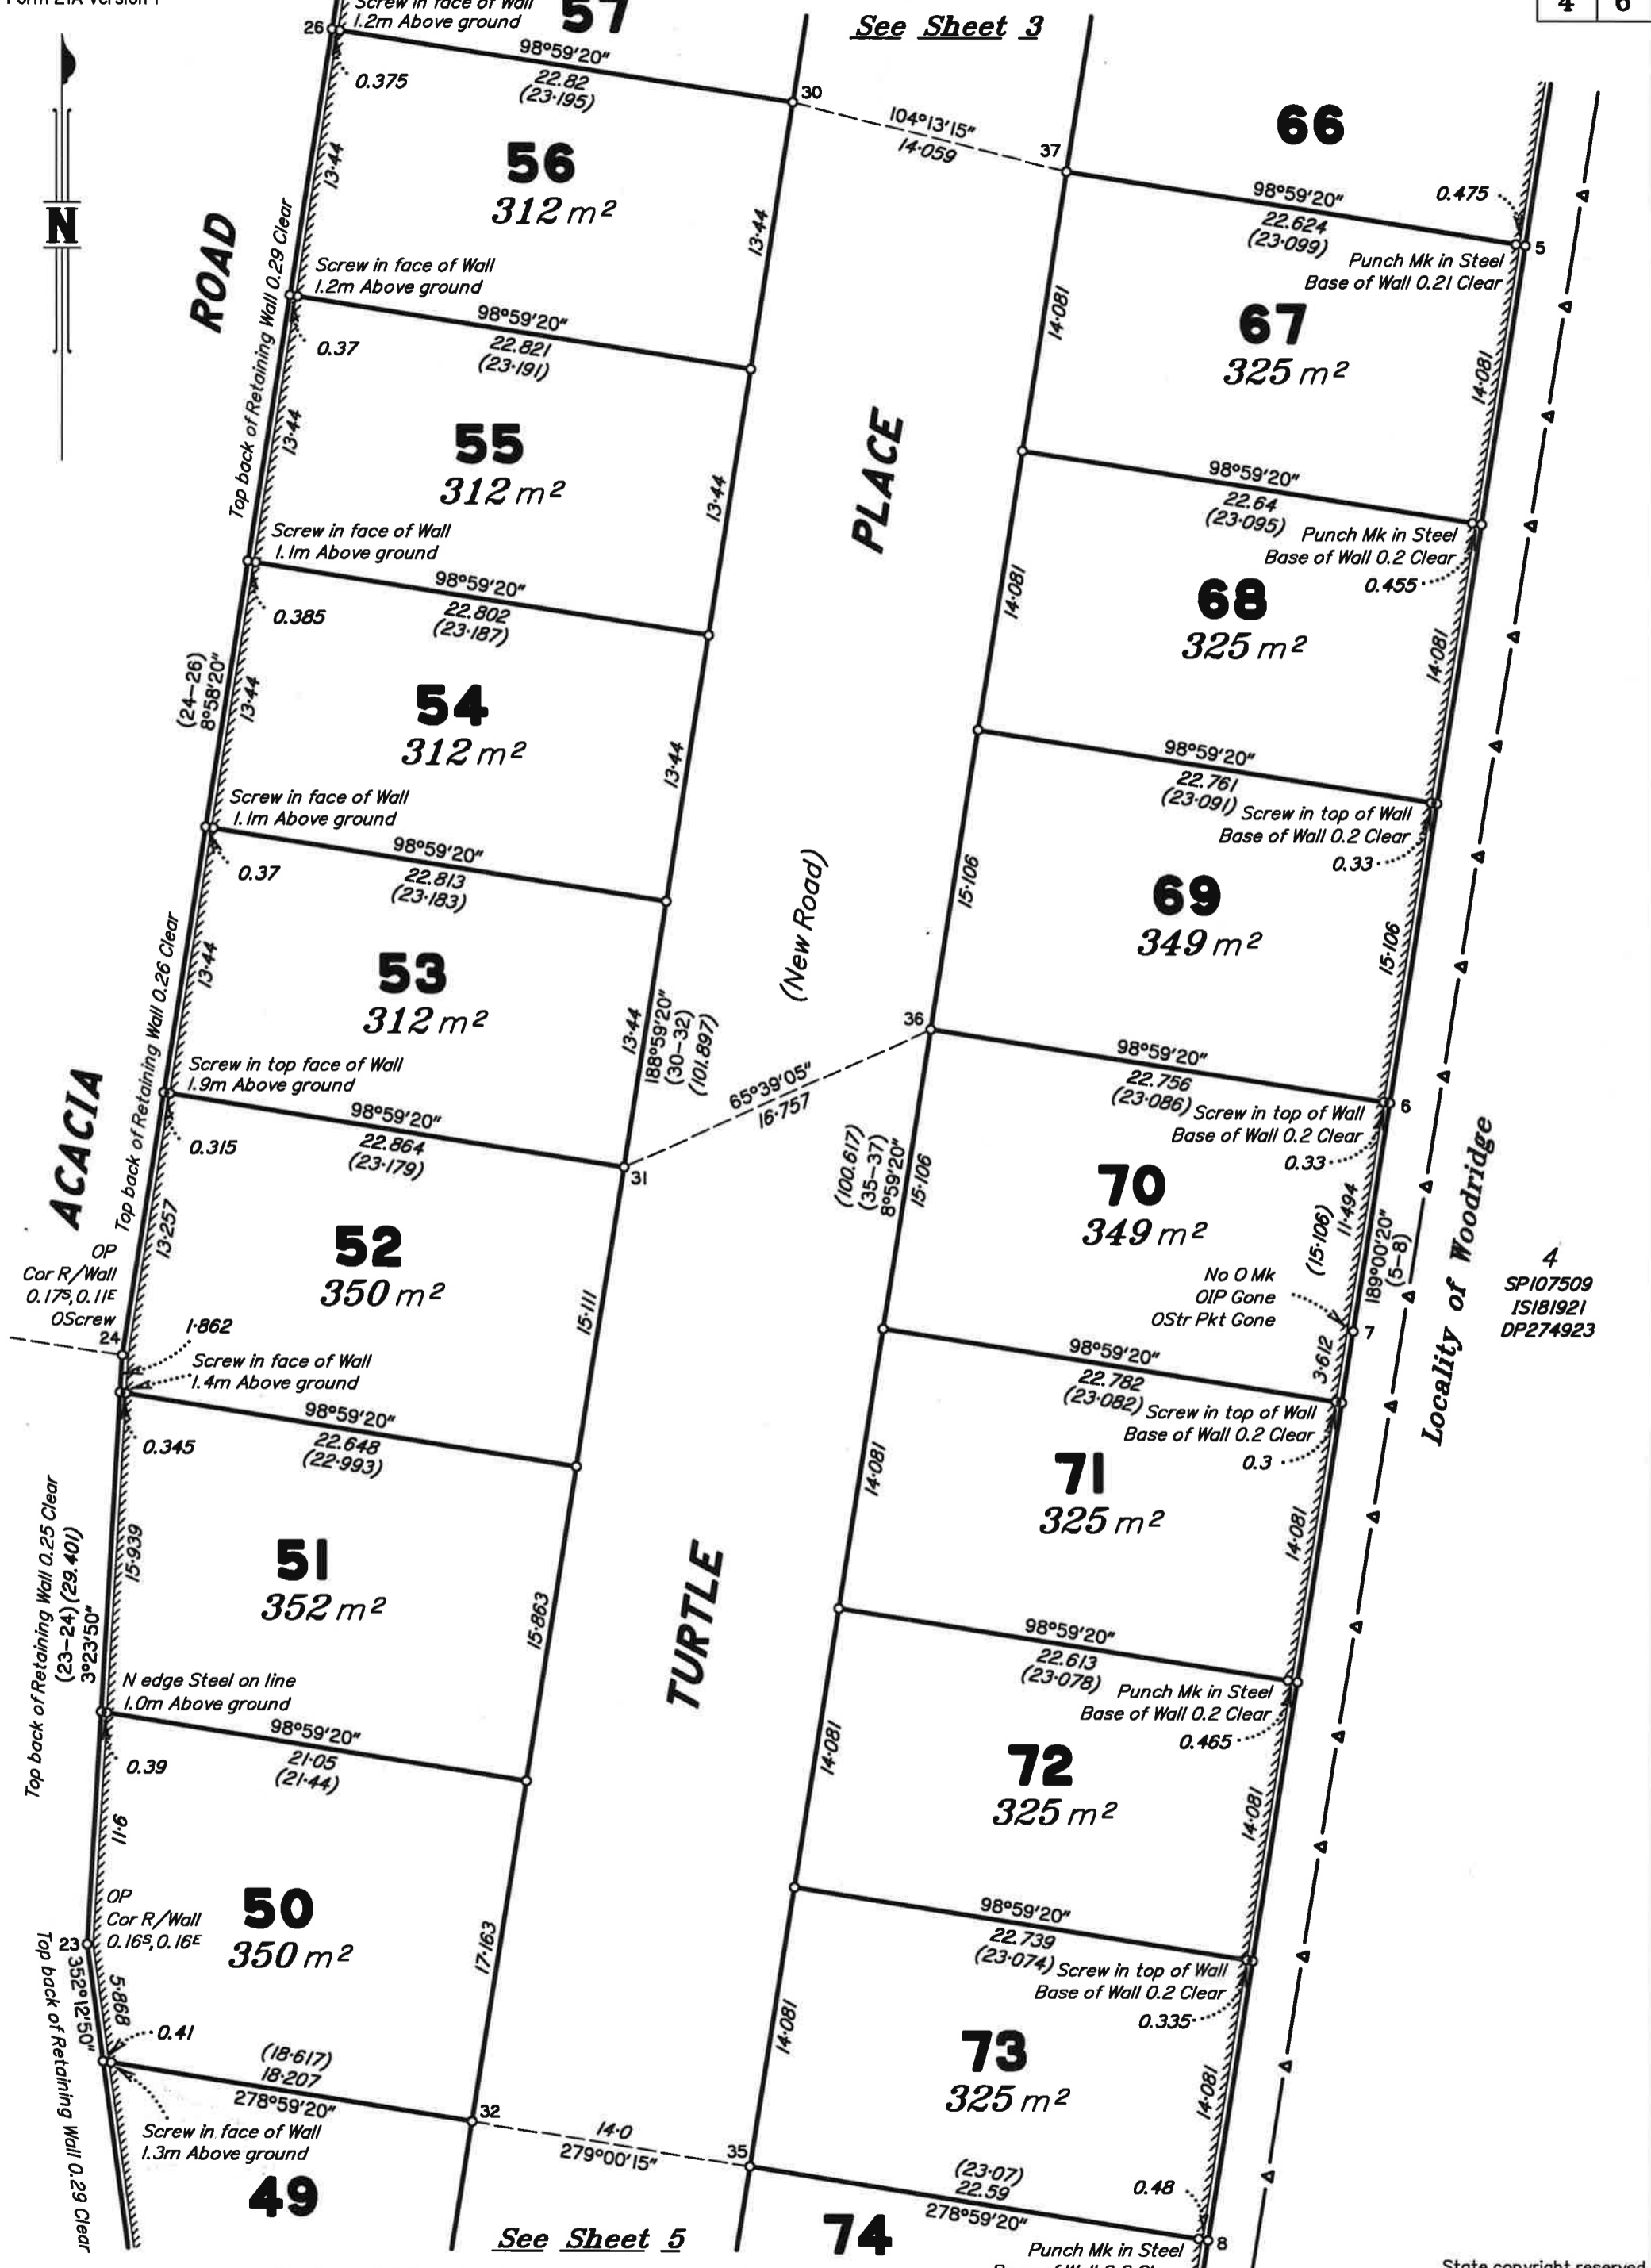 4 6
57
See Sheet 3
1.2m Above ground
26
98°59'20"
22.82
(23·195)
0.375
30
104°13'15"
14·059
37
66
N
56
312 m²
13·44
13·44
98°59'20"
22.624
(23·099)
0.475
5
Punch Mk in Steel
Base of Wall 0.21 Clear
ROAD
Top back of Retaining Wall 0.29 Clear
Screw in face of Wall
1.2m Above ground
98°59'20"
22.821
(23·191)
0.37
14·081
67
325 m²
14·081
55
312 m²
13·44
13·44
PLACE
98°59'20"
22.64
(23·095)
Punch Mk in Steel
Base of Wall 0.2 Clear
0.455
Screw in face of Wall
1.1m Above ground
98°59'20"
22.802
(23·187)
0.385
14·081
68
325 m²
14·081
(24-26)
8°58'20"
13·44
54
312 m²
13·44
98°59'20"
22.761
(23·091)
Screw in top of Wall
Base of Wall 0.2 Clear
0.33
Screw in face of Wall
1.1m Above ground
98°59'20"
22.813
(23·183)
0.37
(New Road)
15·106
69
349 m²
15·106
Top back of Retaining Wall 0.26 Clear
13·44
53
312 m²
13·44
188°59'20"
(30-32)
(101.897)
36
98°59'20"
22.756
(23·086)
Screw in top of Wall
Base of Wall 0.2 Clear
0.33
6
ACACIA
Screw in top face of Wall
1.9m Above ground
98°59'20"
22.864
(23·179)
0.315
31
65°39'05"
16·757
(100.617)
(35-37)
8°59'20"
15·106
70
349 m²
(15·106)
11·494
189°00'20"
(5-8)
Locality of Woodridge
4
SP107509
IS181921
DP274923
13·257
52
350 m²
15·111
OP
Cor R/Wall
0.17S,0.11E
OScrew
24
1·862
Screw in face of Wall
1.4m Above ground
98°59'20"
22.648
(22·993)
0.345
No O Mk
OIP Gone
OStr Pkt Gone
7
3·612
98°59'20"
22.782
(23·082)
Screw in top of Wall
Base of Wall 0.2 Clear
0.3
Top back of Retaining Wall 0.25 Clear
(23-24)(29.401)
3°23'50"
15·939
51
352 m²
15·863
TURTLE
14·081
71
325 m²
14·081
98°59'20"
22.613
(23·078)
Punch Mk in Steel
Base of Wall 0.2 Clear
0.465
N edge Steel on line
1.0m Above ground
98°59'20"
21·05
(21·44)
0.39
14·081
72
325 m²
14·081
11·6
OP
Cor R/Wall
0.16S,0.16E
23
50
350 m²
17·163
98°59'20"
22.739
(23·074)
Screw in top of Wall
Base of Wall 0.2 Clear
0.335
352°12'50"
5·868
0.41
Top back of Retaining Wall 0.29 Clear
(18·617)
18·207
278°59'20"
Screw in face of Wall
1.3m Above ground
32
14·0
279°00'15"
35
14·081
73
325 m²
14·081
(23·07)
22.59
278°59'20"
0.48
8
49
See Sheet 5
74
Punch Mk in Steel